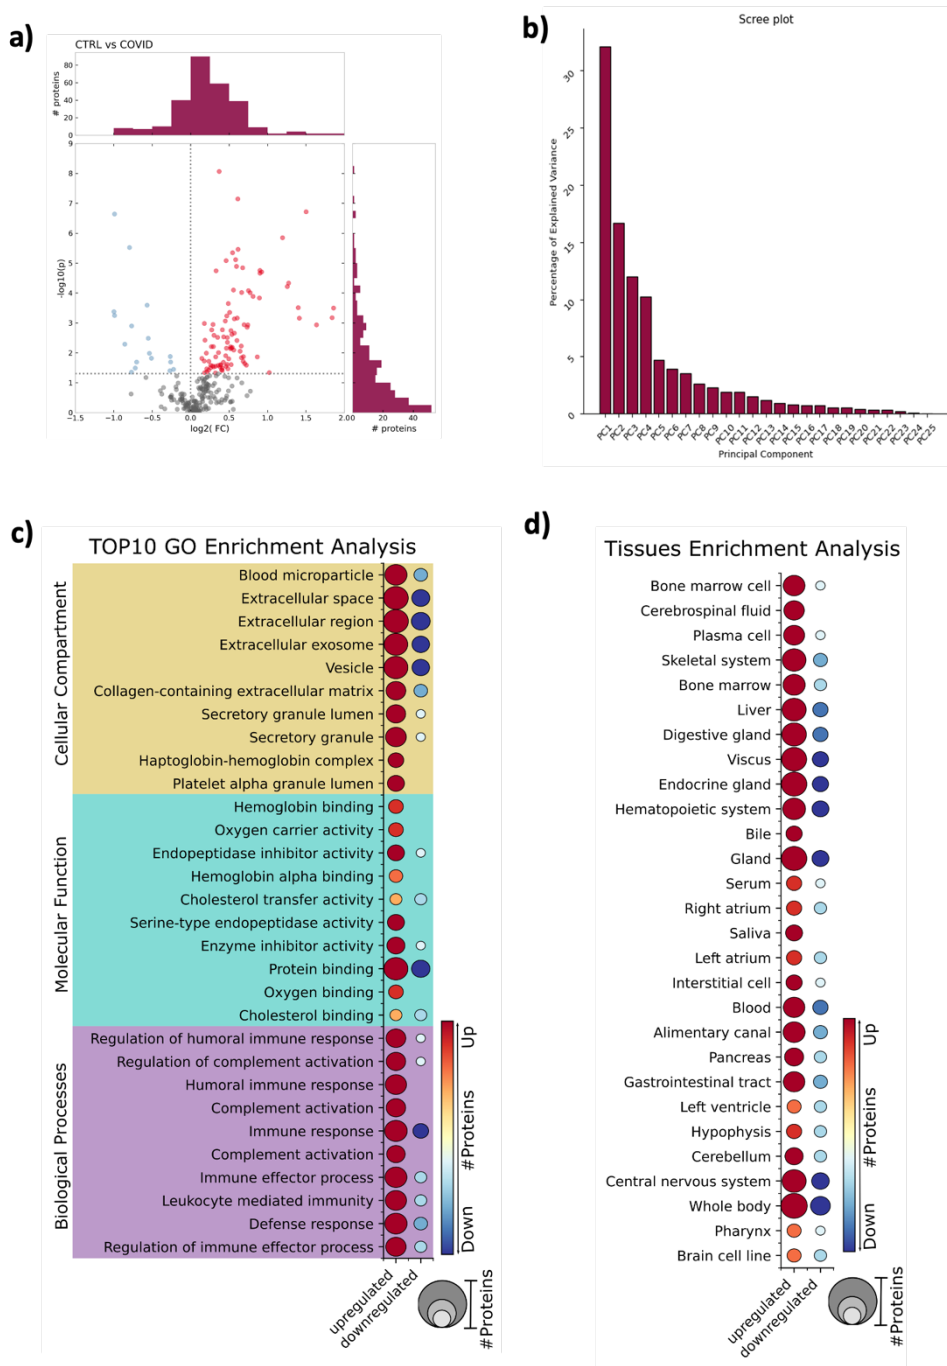 a)
CTRL vs COVID
# proteins
80
60
40
20
0
9
8
7
6
5
4
3
2
1
0
-log10(p)
−1.5
−1.0
−0.5
0.0
0.5
1.0
1.5
2.0
log2( FC)
0
20
40
# proteins
b)
Scree plot
Percentage of Explained Variance
30
25
20
15
10
5
0
PC1
PC2
PC3
PC4
PC5
PC6
PC7
PC8
PC9
PC10
PC11
PC12
PC13
PC14
PC15
PC16
PC17
PC18
PC19
PC20
PC21
PC22
PC23
PC24
PC25
Principal Component
c)
TOP10 GO Enrichment Analysis
Cellular Compartment
Blood microparticle
Extracellular space
Extracellular region
Extracellular exosome
Vesicle
Collagen-containing extracellular matrix
Secretory granule lumen
Secretory granule
Haptoglobin-hemoglobin complex
Platelet alpha granule lumen
Molecular Function
Hemoglobin binding
Oxygen carrier activity
Endopeptidase inhibitor activity
Hemoglobin alpha binding
Cholesterol transfer activity
Serine-type endopeptidase activity
Enzyme inhibitor activity
Protein binding
Oxygen binding
Cholesterol binding
Biological Processes
Regulation of humoral immune response
Regulation of complement activation
Humoral immune response
Complement activation
Immune response
Complement activation
Immune effector process
Leukocyte mediated immunity
Defense response
Regulation of immune effector process
upregulated
downregulated
Up
#Proteins
Down
#Proteins
d)
Tissues Enrichment Analysis
Bone marrow cell
Cerebrospinal fluid
Plasma cell
Skeletal system
Bone marrow
Liver
Digestive gland
Viscus
Endocrine gland
Hematopoietic system
Bile
Gland
Serum
Right atrium
Saliva
Left atrium
Interstitial cell
Blood
Alimentary canal
Pancreas
Gastrointestinal tract
Left ventricle
Hypophysis
Cerebellum
Central nervous system
Whole body
Pharynx
Brain cell line
upregulated
downregulated
Up
#Proteins
Down
#Proteins